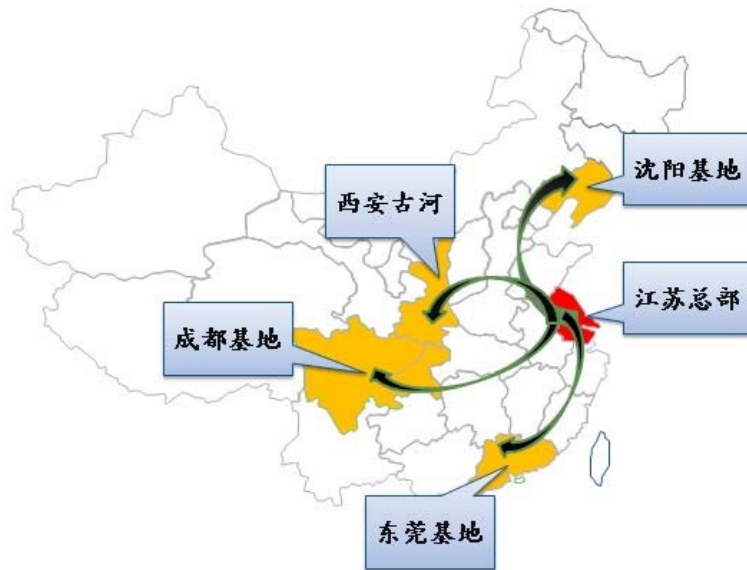 沈阳基地
西安古河
江苏总部
成都基地
东莞基地